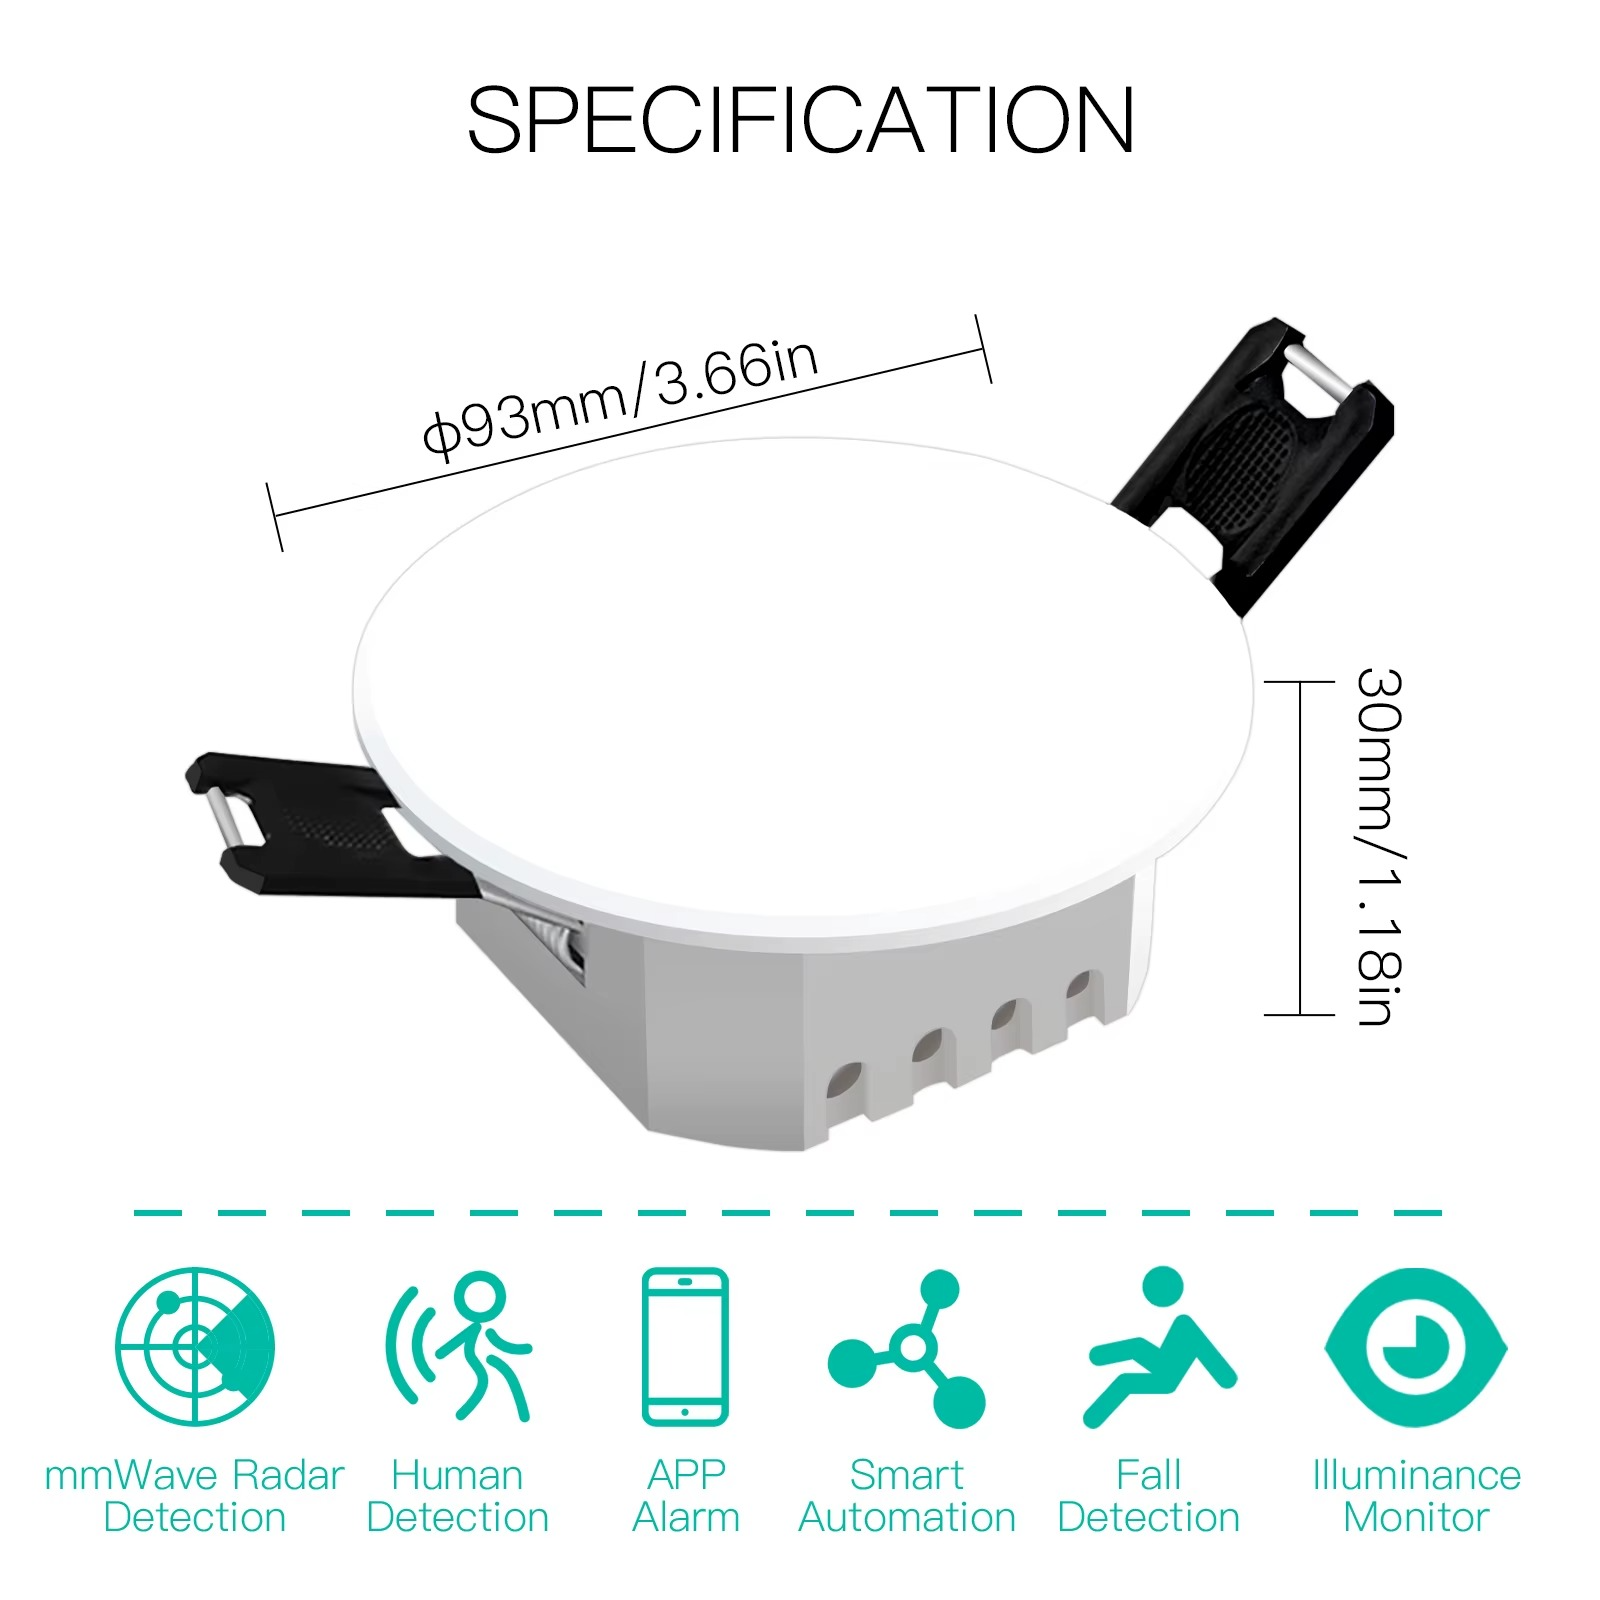 SPECIFICATION
φ93mm/3.66in
30mm/1.18in
mmWave Radar
Detection
Human
Detection
APP
Alarm
Smart
Automation
Fall
Detection
Illuminance
Monitor